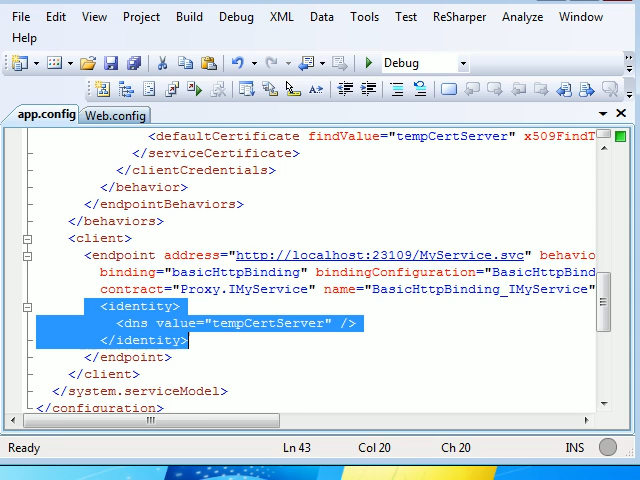 File Edit View Project Build Debug XML Data Tools Test ReSharper Analyze Window
Help
Debug
app.config Web.config
<defaultCertificate findValue="tempCertServer" x509FindT
</serviceCertificate>
</clientCredentials>
</behavior>
</endpointBehaviors>
</behaviors>
<client>
<endpoint address="http://localhost:23109/MyService.svc" behavio
binding="basicHttpBinding" bindingConfiguration="BasicHttpBind
contract="Proxy.IMyService" name="BasicHttpBinding_IMyService"
<identity>
<dns value="tempCertServer" />
</identity>
</endpoint>
</client>
</system.serviceModel>
</configuration>
Ready Ln 43 Col 20 Ch 20 INS